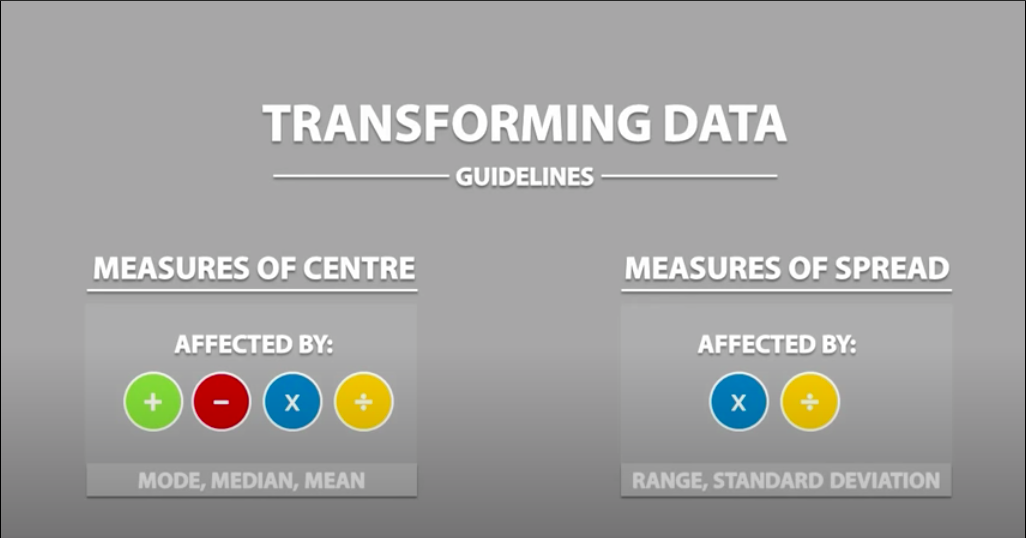 TRANSFORMING DATA
GUIDELINES
MEASURES OF CENTRE
AFFECTED BY:
+ − x ÷
MODE, MEDIAN, MEAN
MEASURES OF SPREAD
AFFECTED BY:
x ÷
RANGE, STANDARD DEVIATION